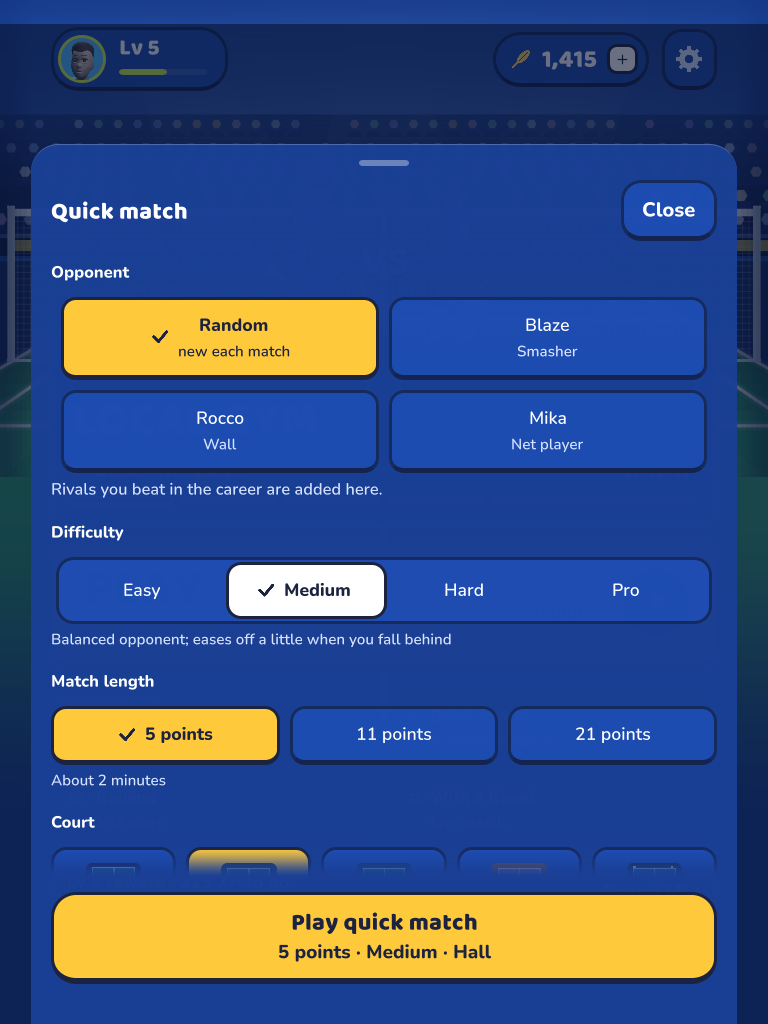 Lv 5
1,415
+
Quick match
Close
Opponent
Random
new each match
Blaze
Smasher
Rocco
Wall
Mika
Net player
Rivals you beat in the career are added here.
Difficulty
Easy
Medium
Hard
Pro
Balanced opponent; eases off a little when you fall behind
Match length
5 points
11 points
21 points
About 2 minutes
Court
Play quick match
5 points · Medium · Hall